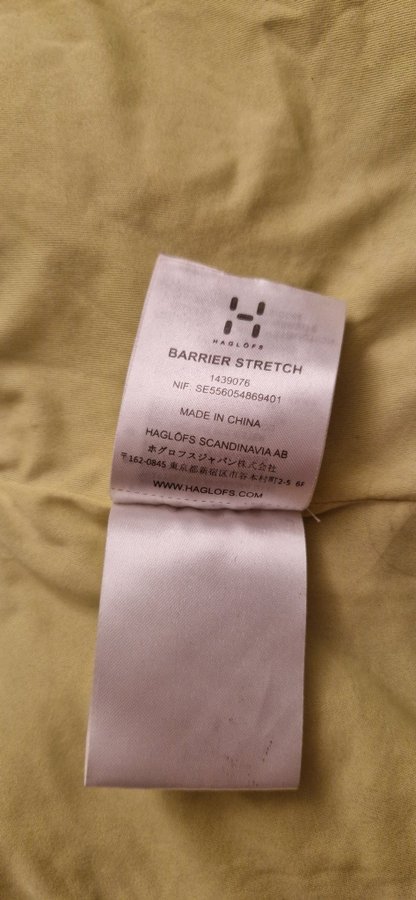 HAGLÖFS
BARRIER STRETCH
1439076
NIF: SE556054869401
MADE IN CHINA
HAGLÖFS SCANDINAVIA AB
ホグロフスジャパン株式会社
〒162-0845 東京都新宿区市谷本村町2-5 6F
WWW.HAGLOFS.COM